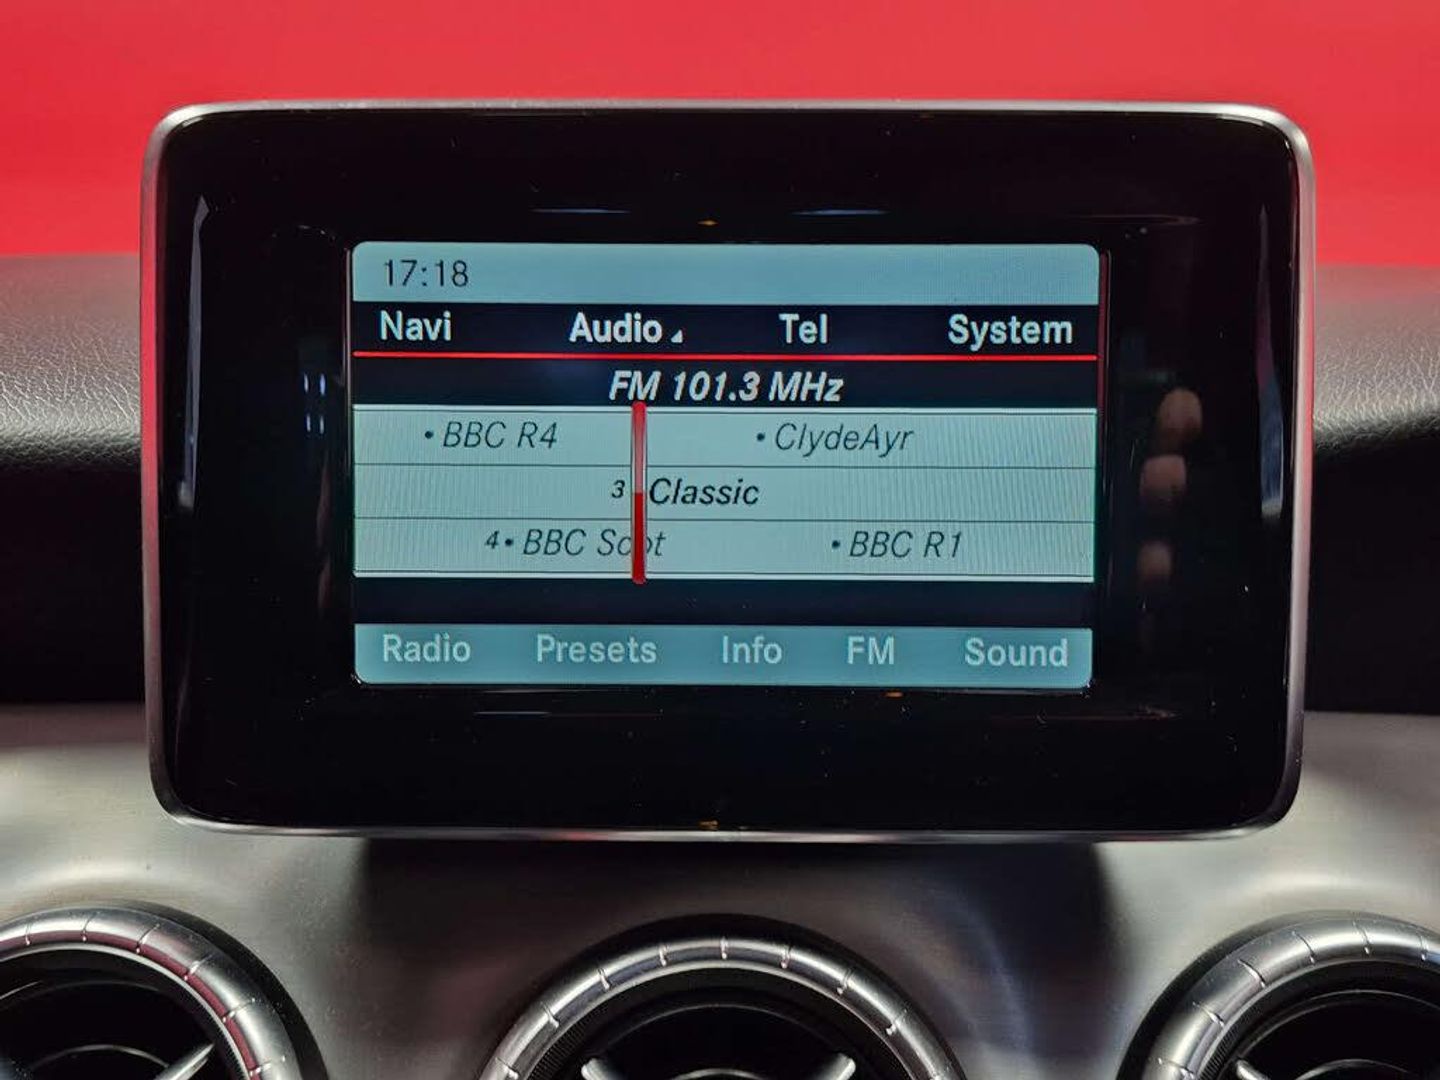 17:18
Navi Audio Tel System
FM 101.3 MHz
• BBC R4 • ClydeAyr
3 Classic
4• BBC Scot • BBC R1
Radio Presets Info FM Sound